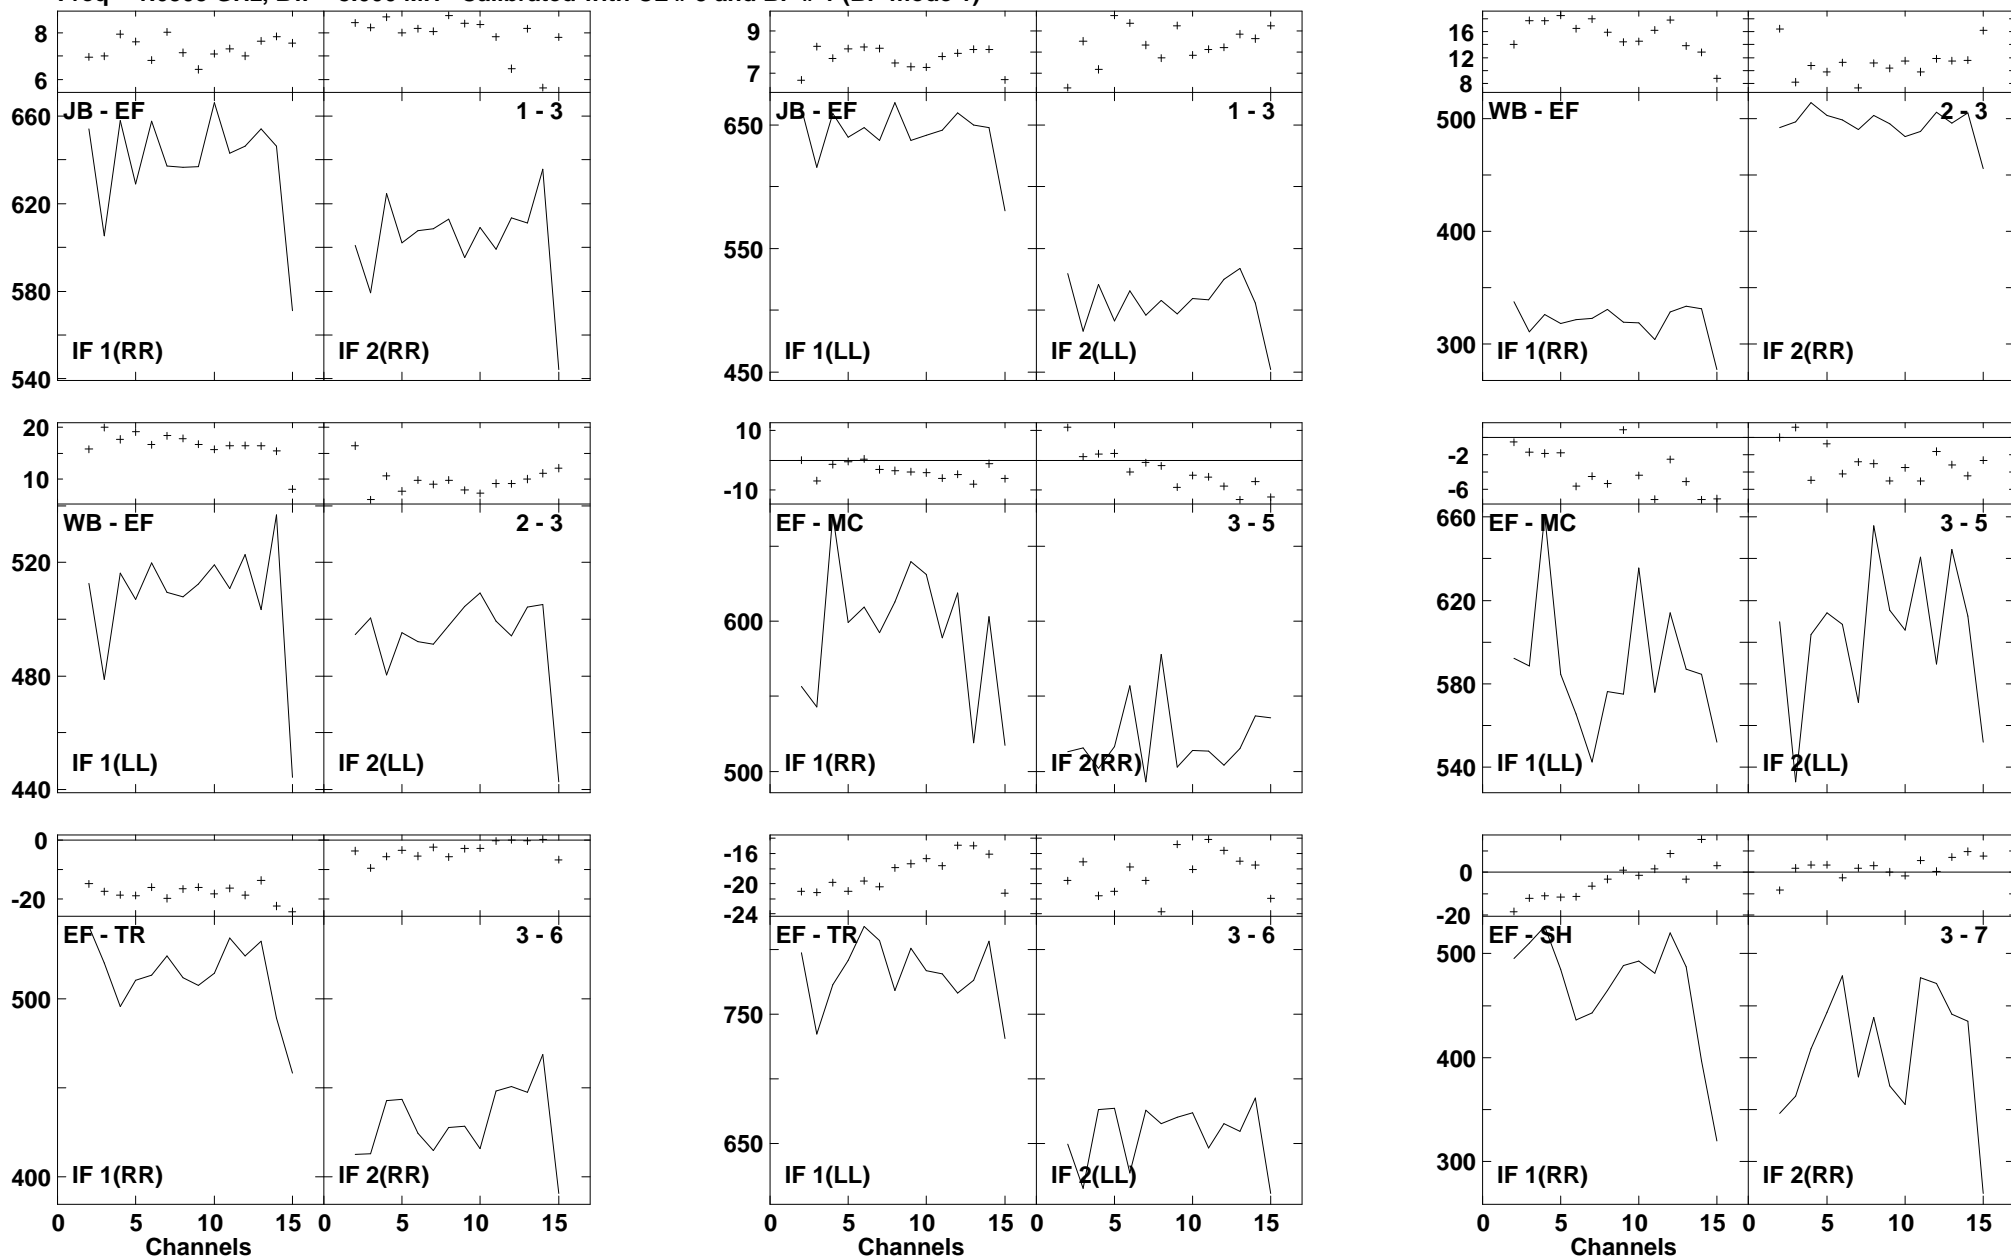 8
6
JB - EF
1 - 3
660
620
580
540
IF 1(RR)
IF 2(RR)
9
7
JB - EF
1 - 3
650
550
450
IF 1(LL)
IF 2(LL)
16
12
8
WB - EF
2 - 3
500
400
300
IF 1(RR)
IF 2(RR)
20
10
WB - EF
2 - 3
520
480
440
IF 1(LL)
IF 2(LL)
10
-10
EF - MC
3 - 5
600
500
IF 1(RR)
IF 2(RR)
-2
-6
EF - MC
3 - 5
660
620
580
540
IF 1(LL)
IF 2(LL)
0
-20
EF - TR
3 - 6
500
400
IF 1(RR)
IF 2(RR)
0 5 10 15 0 5 10 15
Channels
-16
-20
-24
EF - TR
3 - 6
750
650
IF 1(LL)
IF 2(LL)
0 5 10 15 0 5 10 15
Channels
0
-20
EF - SH
3 - 7
500
400
300
IF 1(RR)
IF 2(RR)
0 5 10 15 0 5 10 15
Channels